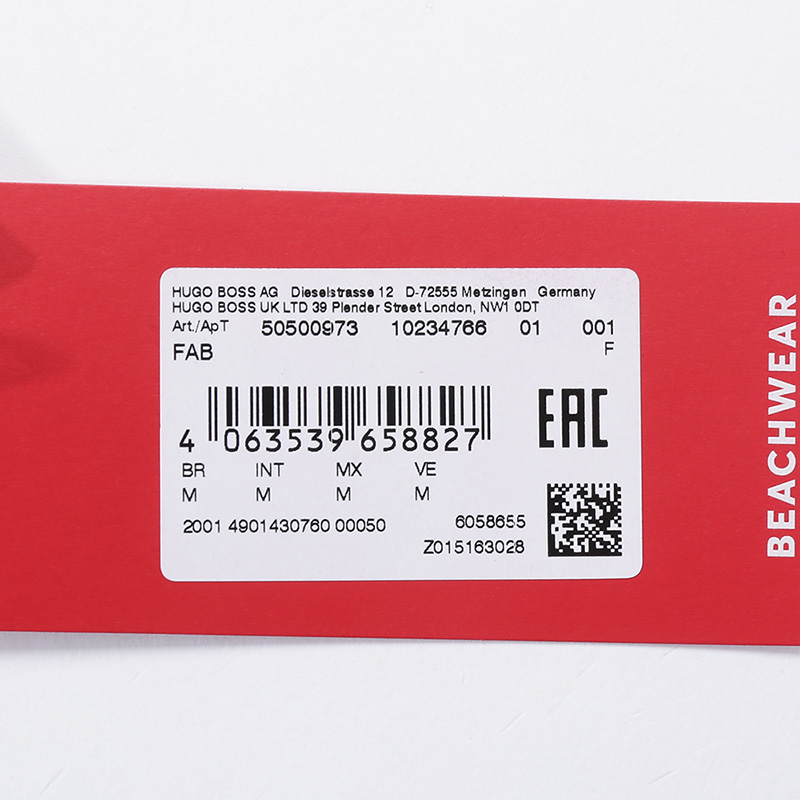 HUGO BOSS AG Dieselstrasse 12 D-72555 Metzingen Germany
HUGO BOSS UK LTD 39 Plender Street London, NW1 0DT
Art./АрТ 50500973 10234766 01 001
FAB F
4 063539 658827
EAC
BR INT MX VE
M M M M
2001 4901430760 00050 6058655
Z015163028
BEACHWEAR